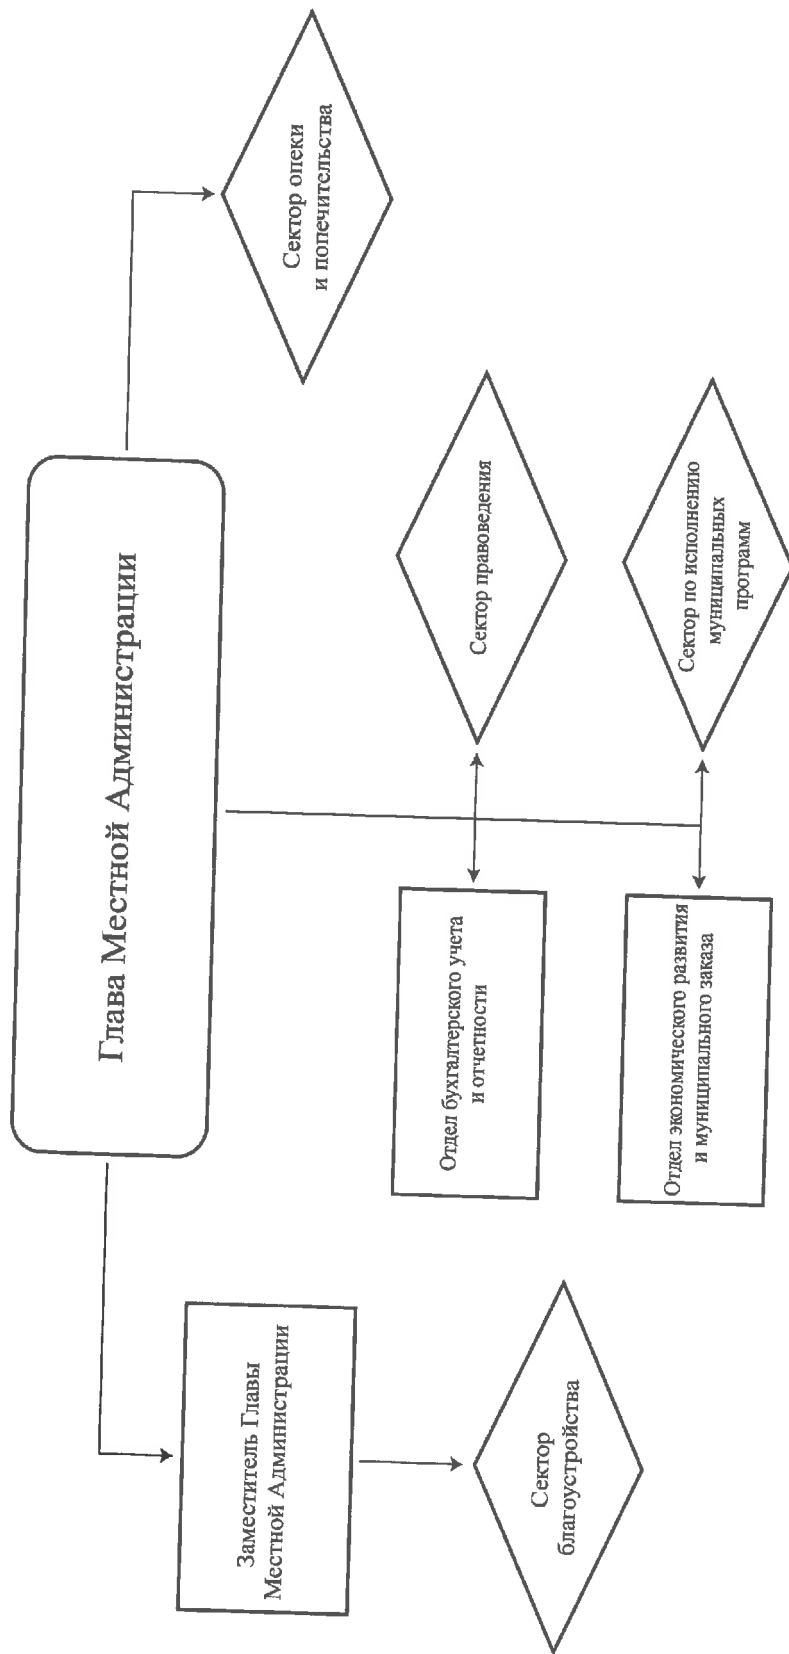 Глава Местной Администрации
Заместитель Главы
Местной Администрации
Сектор опеки
и попечительства
Отдел бухгалтерского учета
и отчетности
Сектор правоведения
Сектор
благоустройства
Отдел экономического развития
и муниципального заказа
Сектор по исполнению
муниципальных
программ